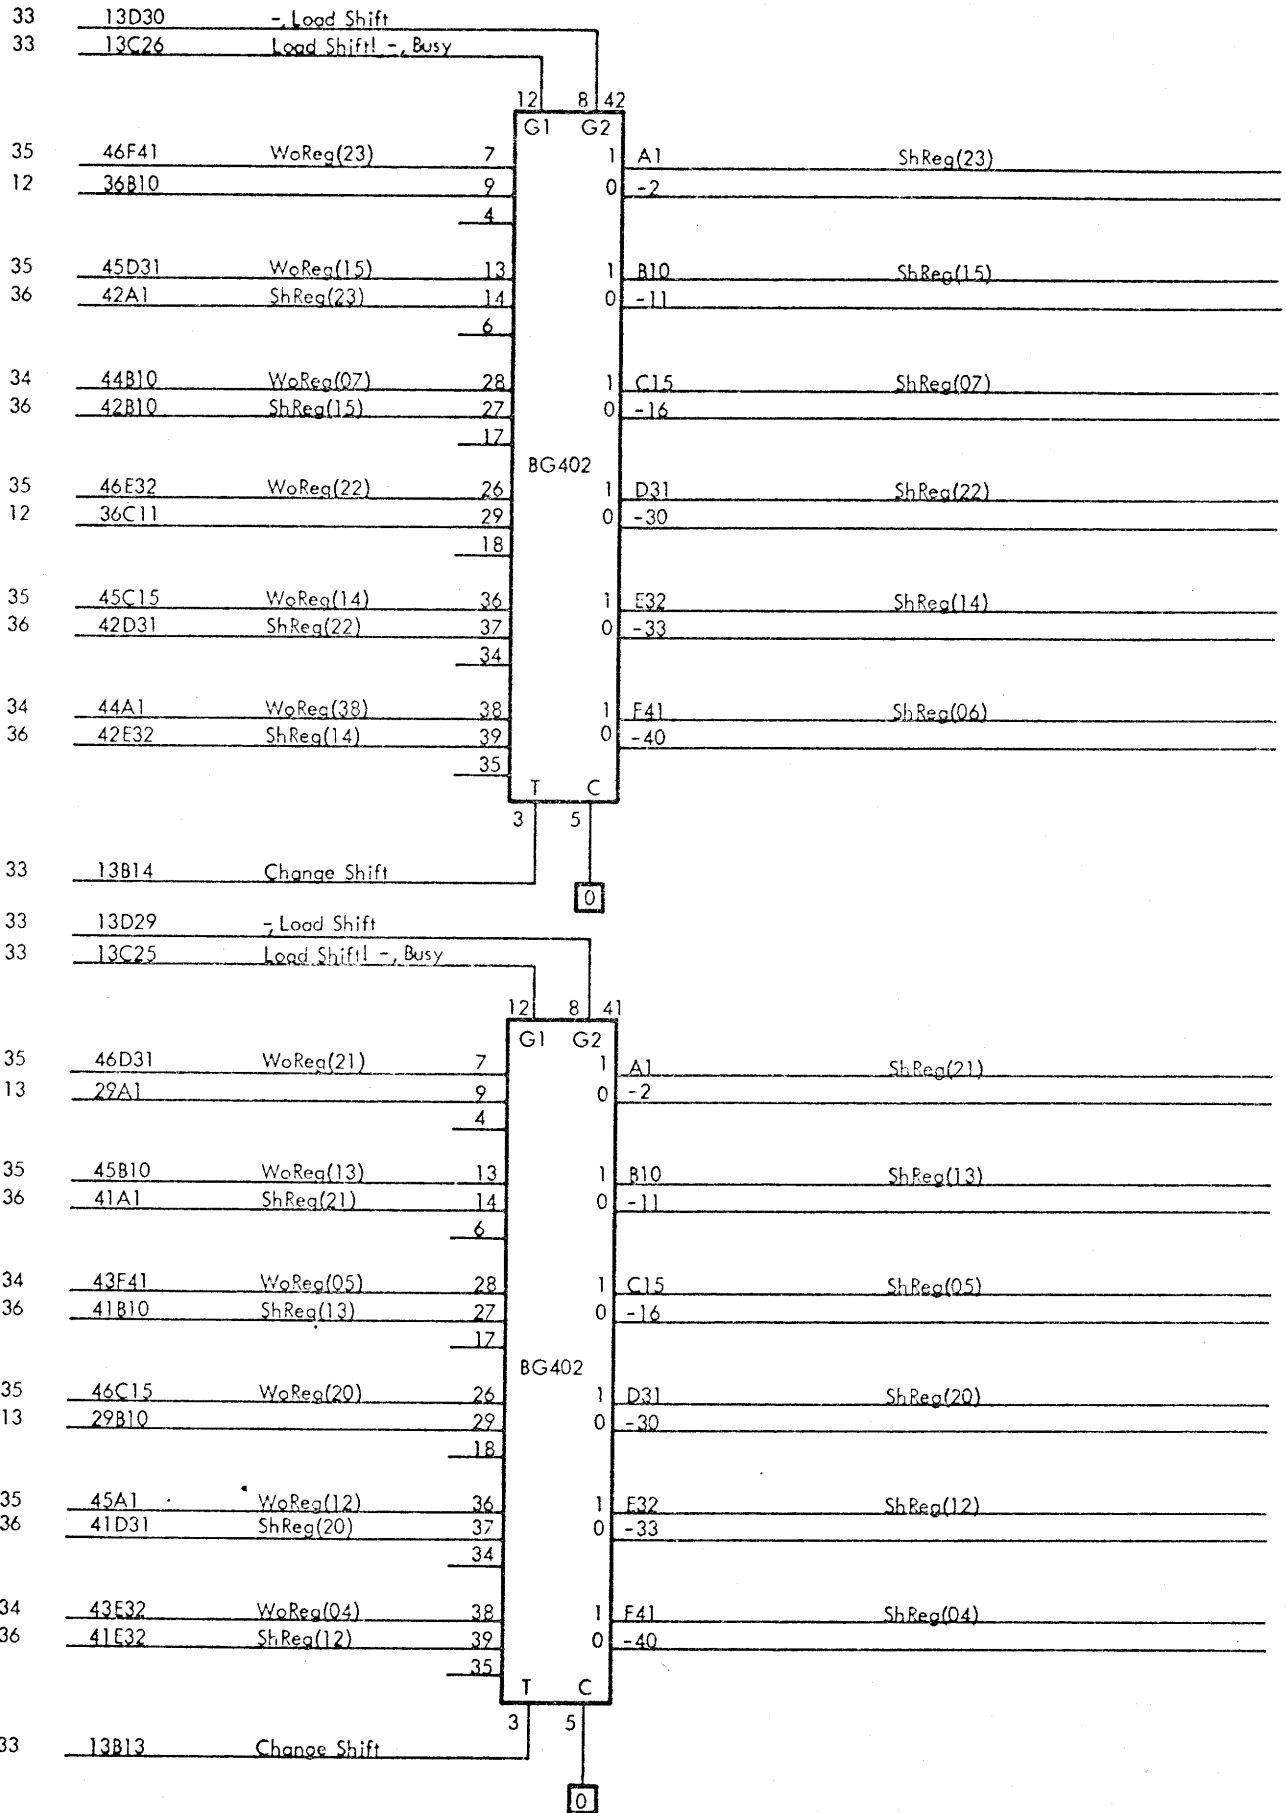 33 13D30 -, Load Shift
33 13C26 Load Shift! -, Busy
12 8 42
G1 G2
35 46F41 WoReg(23) 7 1 A1 ShReg(23)
12 36B10 9 0 -2
4
35 45D31 WoReg(15) 13 1 B10 ShReg(15)
36 42A1 ShReg(23) 14 0 -11
6
34 44B10 WoReg(07) 28 1 C15 ShReg(07)
36 42B10 ShReg(15) 27 0 -16
17
BG402
35 46E32 WoReg(22) 26 1 D31 ShReg(22)
12 36C11 29 0 -30
18
35 45C15 WoReg(14) 36 1 E32 ShReg(14)
36 42D31 ShReg(22) 37 0 -33
34
34 44A1 WoReg(38) 38 1 F41 ShReg(06)
36 42E32 ShReg(14) 39 0 -40
35
T C
3 5
33 13B14 Change Shift
0
33 13D29 -, Load Shift
33 13C25 Load Shift! -, Busy
12 8 41
G1 G2
35 46D31 WoReg(21) 7 1 A1 ShReg(21)
13 29A1 9 0 -2
4
35 45B10 WoReg(13) 13 1 B10 ShReg(13)
36 41A1 ShReg(21) 14 0 -11
6
34 43F41 WoReg(05) 28 1 C15 ShReg(05)
36 41B10 ShReg(13) 27 0 -16
17
BG402
35 46C15 WoReg(20) 26 1 D31 ShReg(20)
13 29B10 29 0 -30
18
35 45A1 WoReg(12) 36 1 E32 ShReg(12)
36 41D31 ShReg(20) 37 0 -33
34
34 43E32 WoReg(04) 38 1 F41 ShReg(04)
36 41E32 ShReg(12) 39 0 -40
35
T C
3 5
33 13B13 Change Shift
0